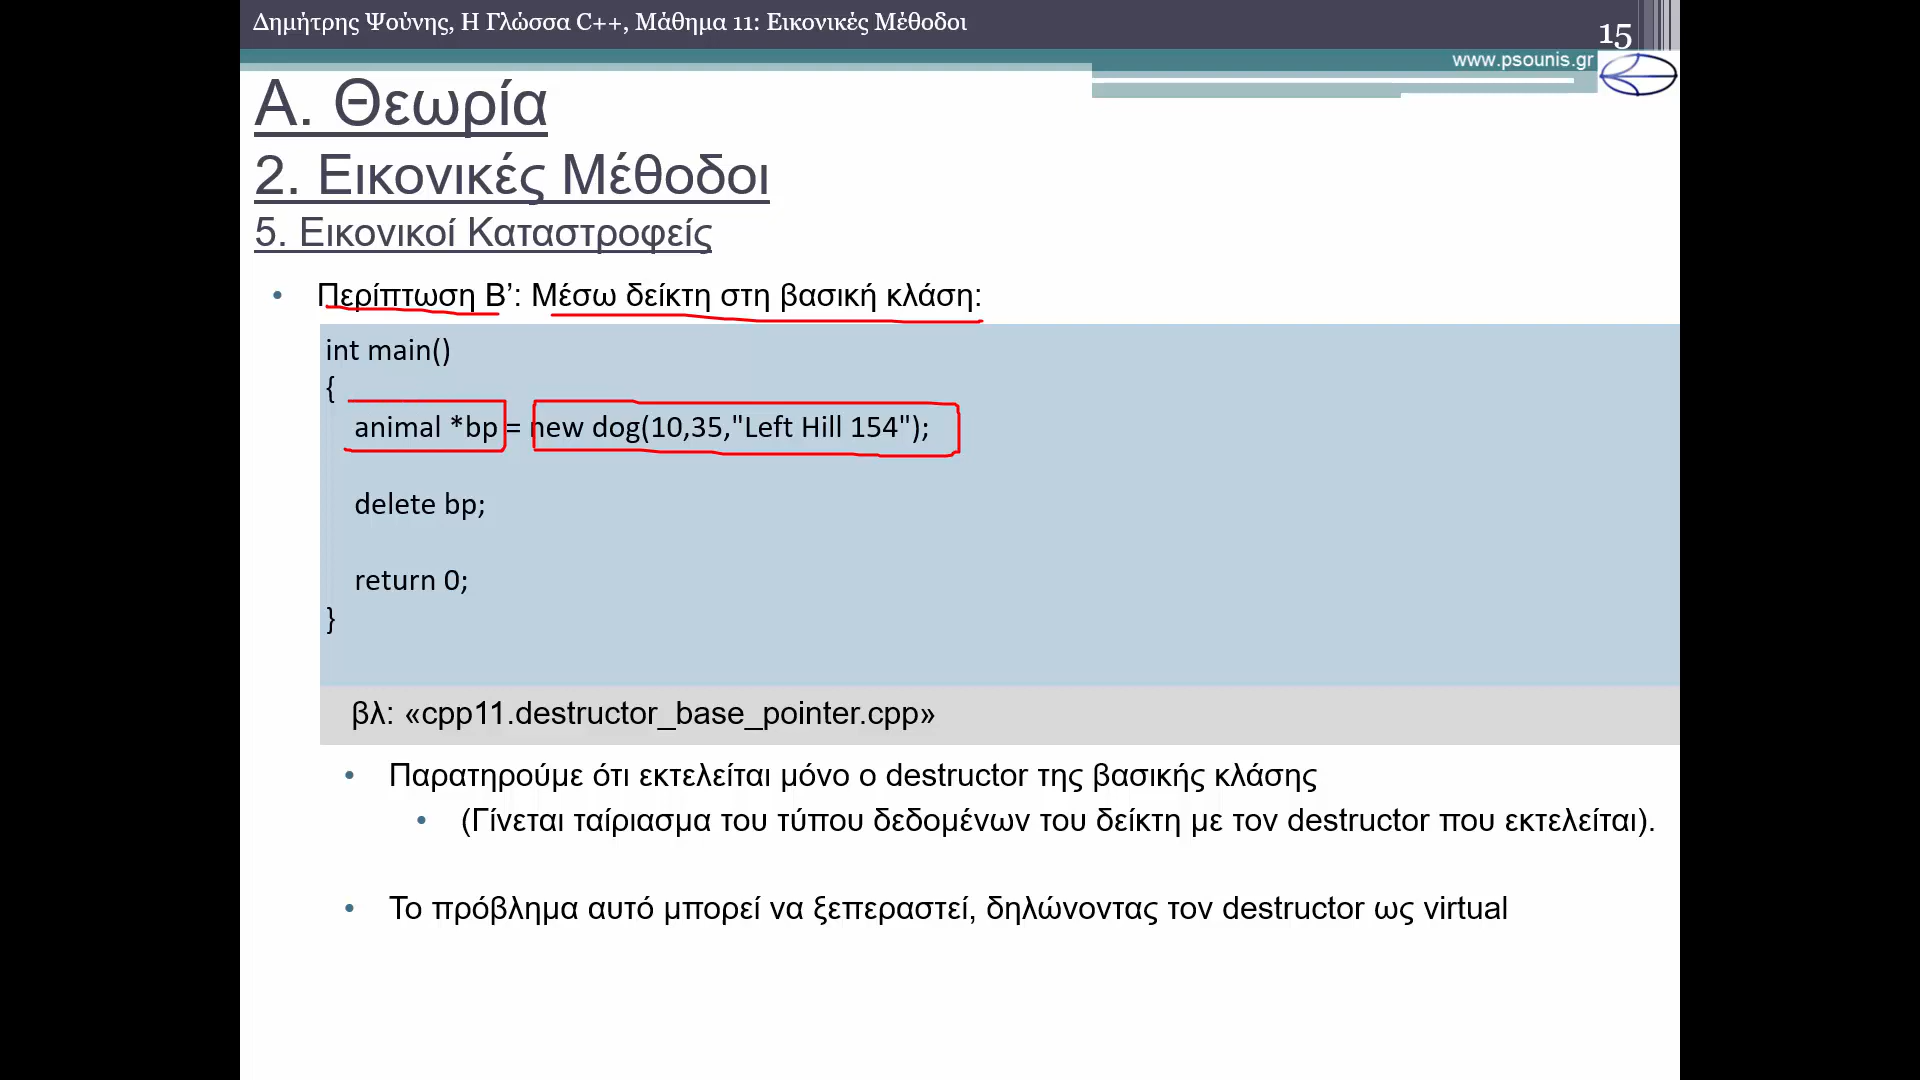 Δημήτρης Ψούνης, Η Γλώσσα C++, Μάθημα 11: Εικονικές Μέθοδοι
15
www.psounis.gr
Α. Θεωρία
2. Εικονικές Μέθοδοι
5. Εικονικοί Καταστροφείς
• Περίπτωση Β’: Μέσω δείκτη στη βασική κλάση:
int main()
{
animal *bp = new dog(10,35,"Left Hill 154");
delete bp;
return 0;
}
βλ: «cpp11.destructor_base_pointer.cpp»
• Παρατηρούμε ότι εκτελείται μόνο ο destructor της βασικής κλάσης
• (Γίνεται ταίριασμα του τύπου δεδομένων του δείκτη με τον destructor που εκτελείται).
• Το πρόβλημα αυτό μπορεί να ξεπεραστεί, δηλώνοντας τον destructor ως virtual